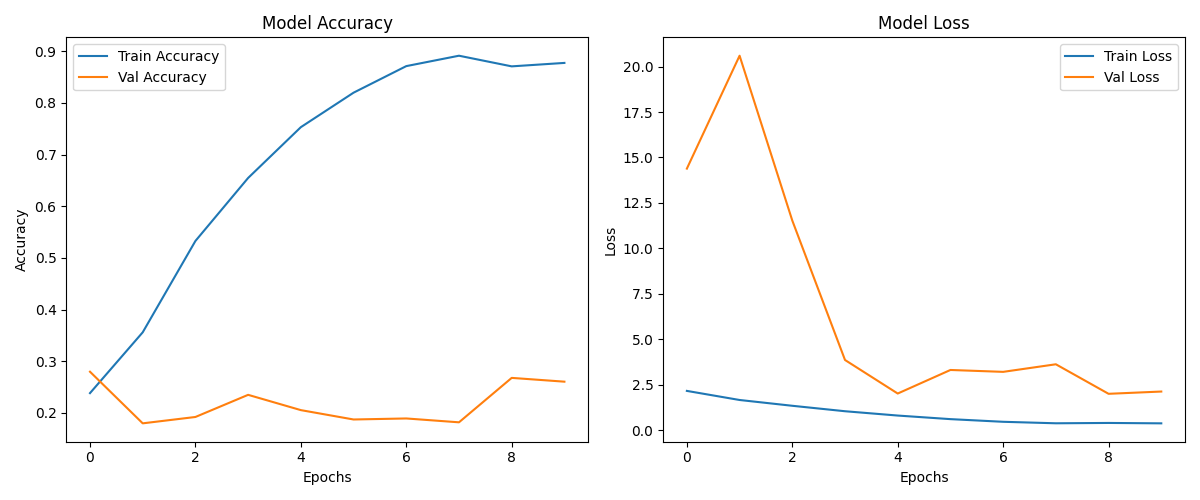 Model Accuracy
Train Accuracy
Val Accuracy
0.9
0.8
0.7
0.6
0.5
0.4
0.3
0.2
Accuracy
0 2 4 6 8
Epochs
Model Loss
Train Loss
Val Loss
20.0
17.5
15.0
12.5
10.0
7.5
5.0
2.5
0.0
Loss
0 2 4 6 8
Epochs